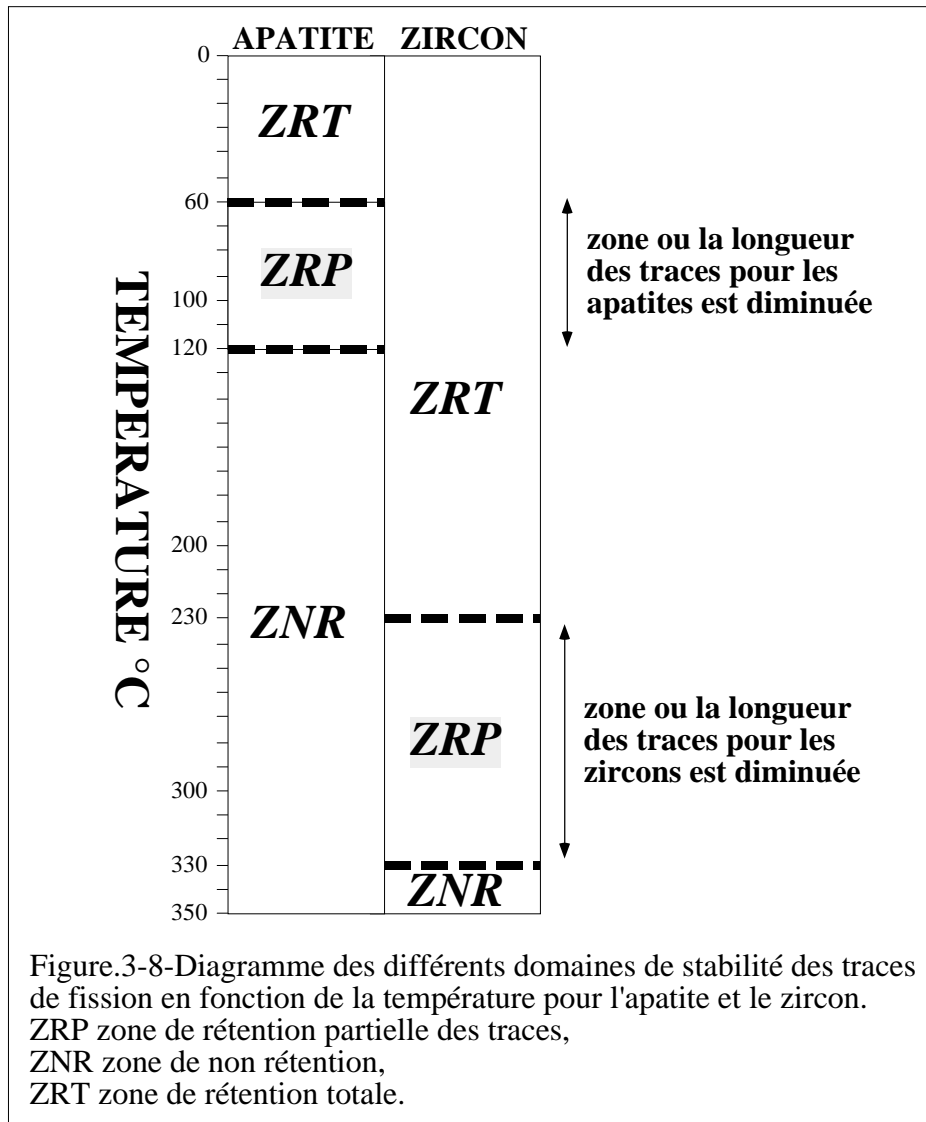 APATITE ZIRCON
0
ZRT
60
ZRP
100
120
zone ou la longueur
des traces pour les
apatites est diminuée
ZRT
TEMPERATURE °C
200
230
ZNR
ZRP
zone ou la longueur
des traces pour les
zircons est diminuée
300
330
ZNR
350
Figure.3-8-Diagramme des différents domaines de stabilité des traces
de fission en fonction de la température pour l'apatite et le zircon.
ZRP zone de rétention partielle des traces,
ZNR zone de non rétention,
ZRT zone de rétention totale.